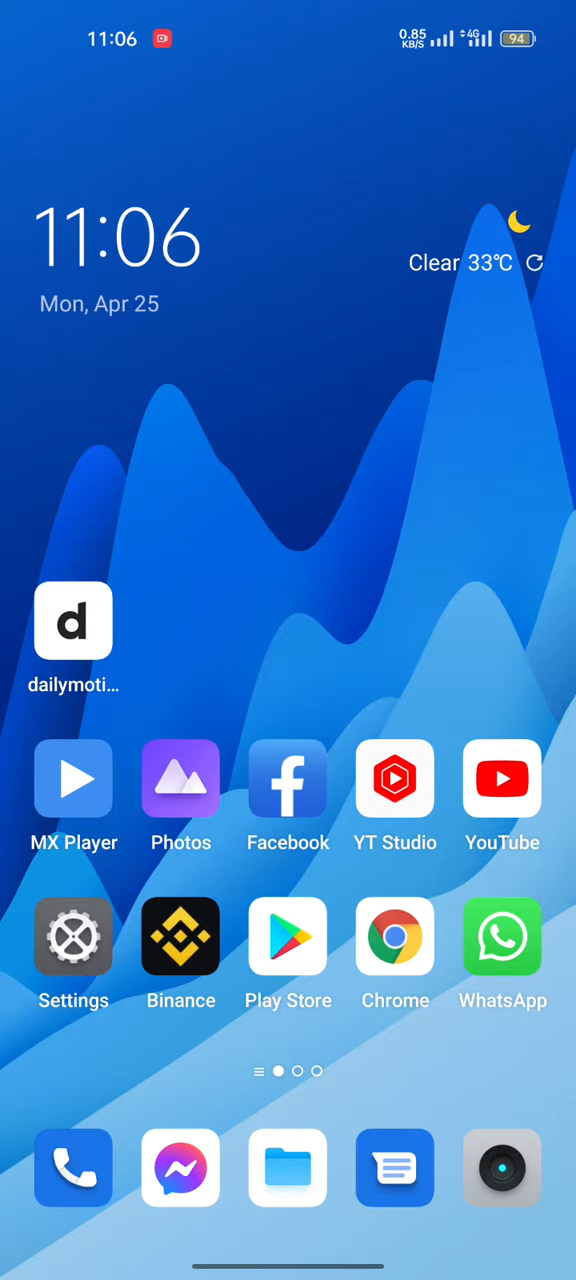 11:06
0.85
KB/S
4G
94
11:06
Clear 33℃
Mon, Apr 25
d
dailymoti...
MX Player Photos Facebook YT Studio YouTube
Settings Binance Play Store Chrome WhatsApp